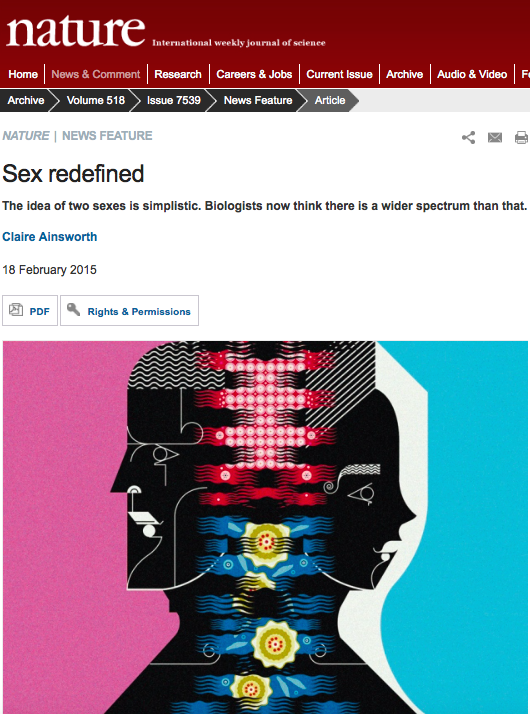 nature International weekly journal of science
Home News & Comment Research Careers & Jobs Current Issue Archive Audio & Video
Archive Volume 518 Issue 7539 News Feature Article
NATURE | NEWS FEATURE
Sex redefined
The idea of two sexes is simplistic. Biologists now think there is a wider spectrum than that.
Claire Ainsworth
18 February 2015
PDF Rights & Permissions